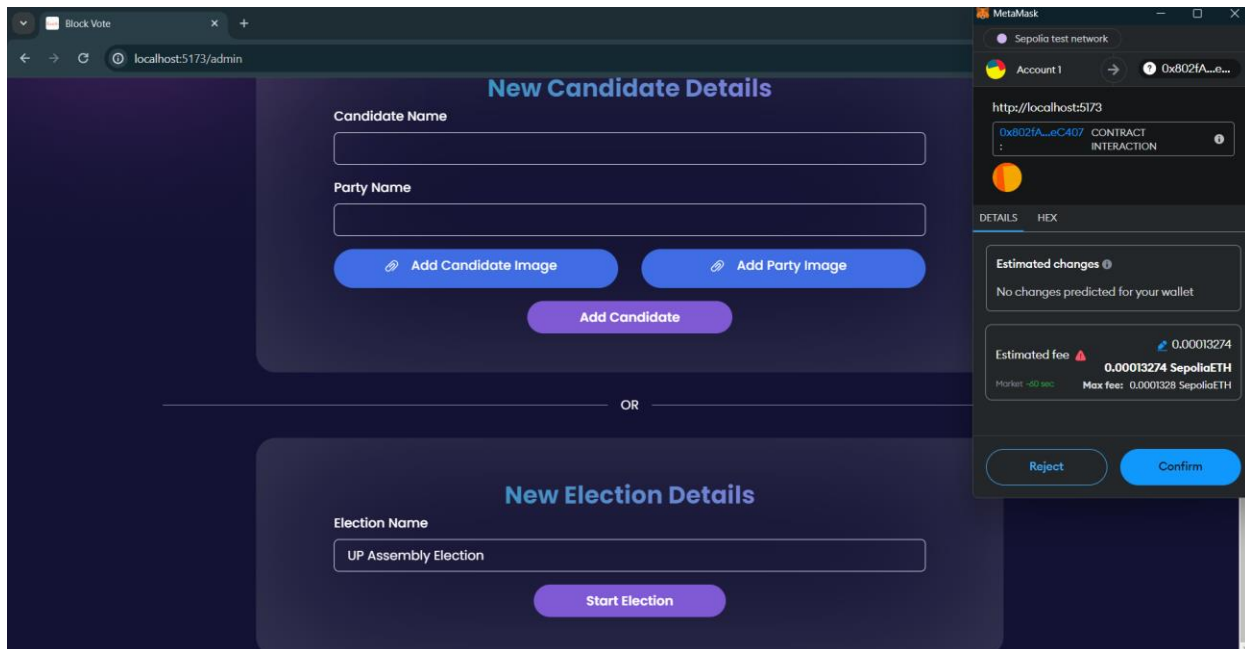 Block Vote
localhost:5173/admin
New Candidate Details
Candidate Name
Party Name
Add Candidate Image
Add Party Image
Add Candidate
OR
New Election Details
Election Name
UP Assembly Election
Start Election
MetaMask
Sepolia test network
Account 1
0x802fA...e...
http://localhost:5173
0x802fA...eC407 CONTRACT
: INTERACTION
DETAILS HEX
Estimated changes
No changes predicted for your wallet
0.00013274
Estimated fee
0.00013274 SepoliaETH
Market ~60 sec Max fee: 0.0001328 SepoliaETH
Reject
Confirm